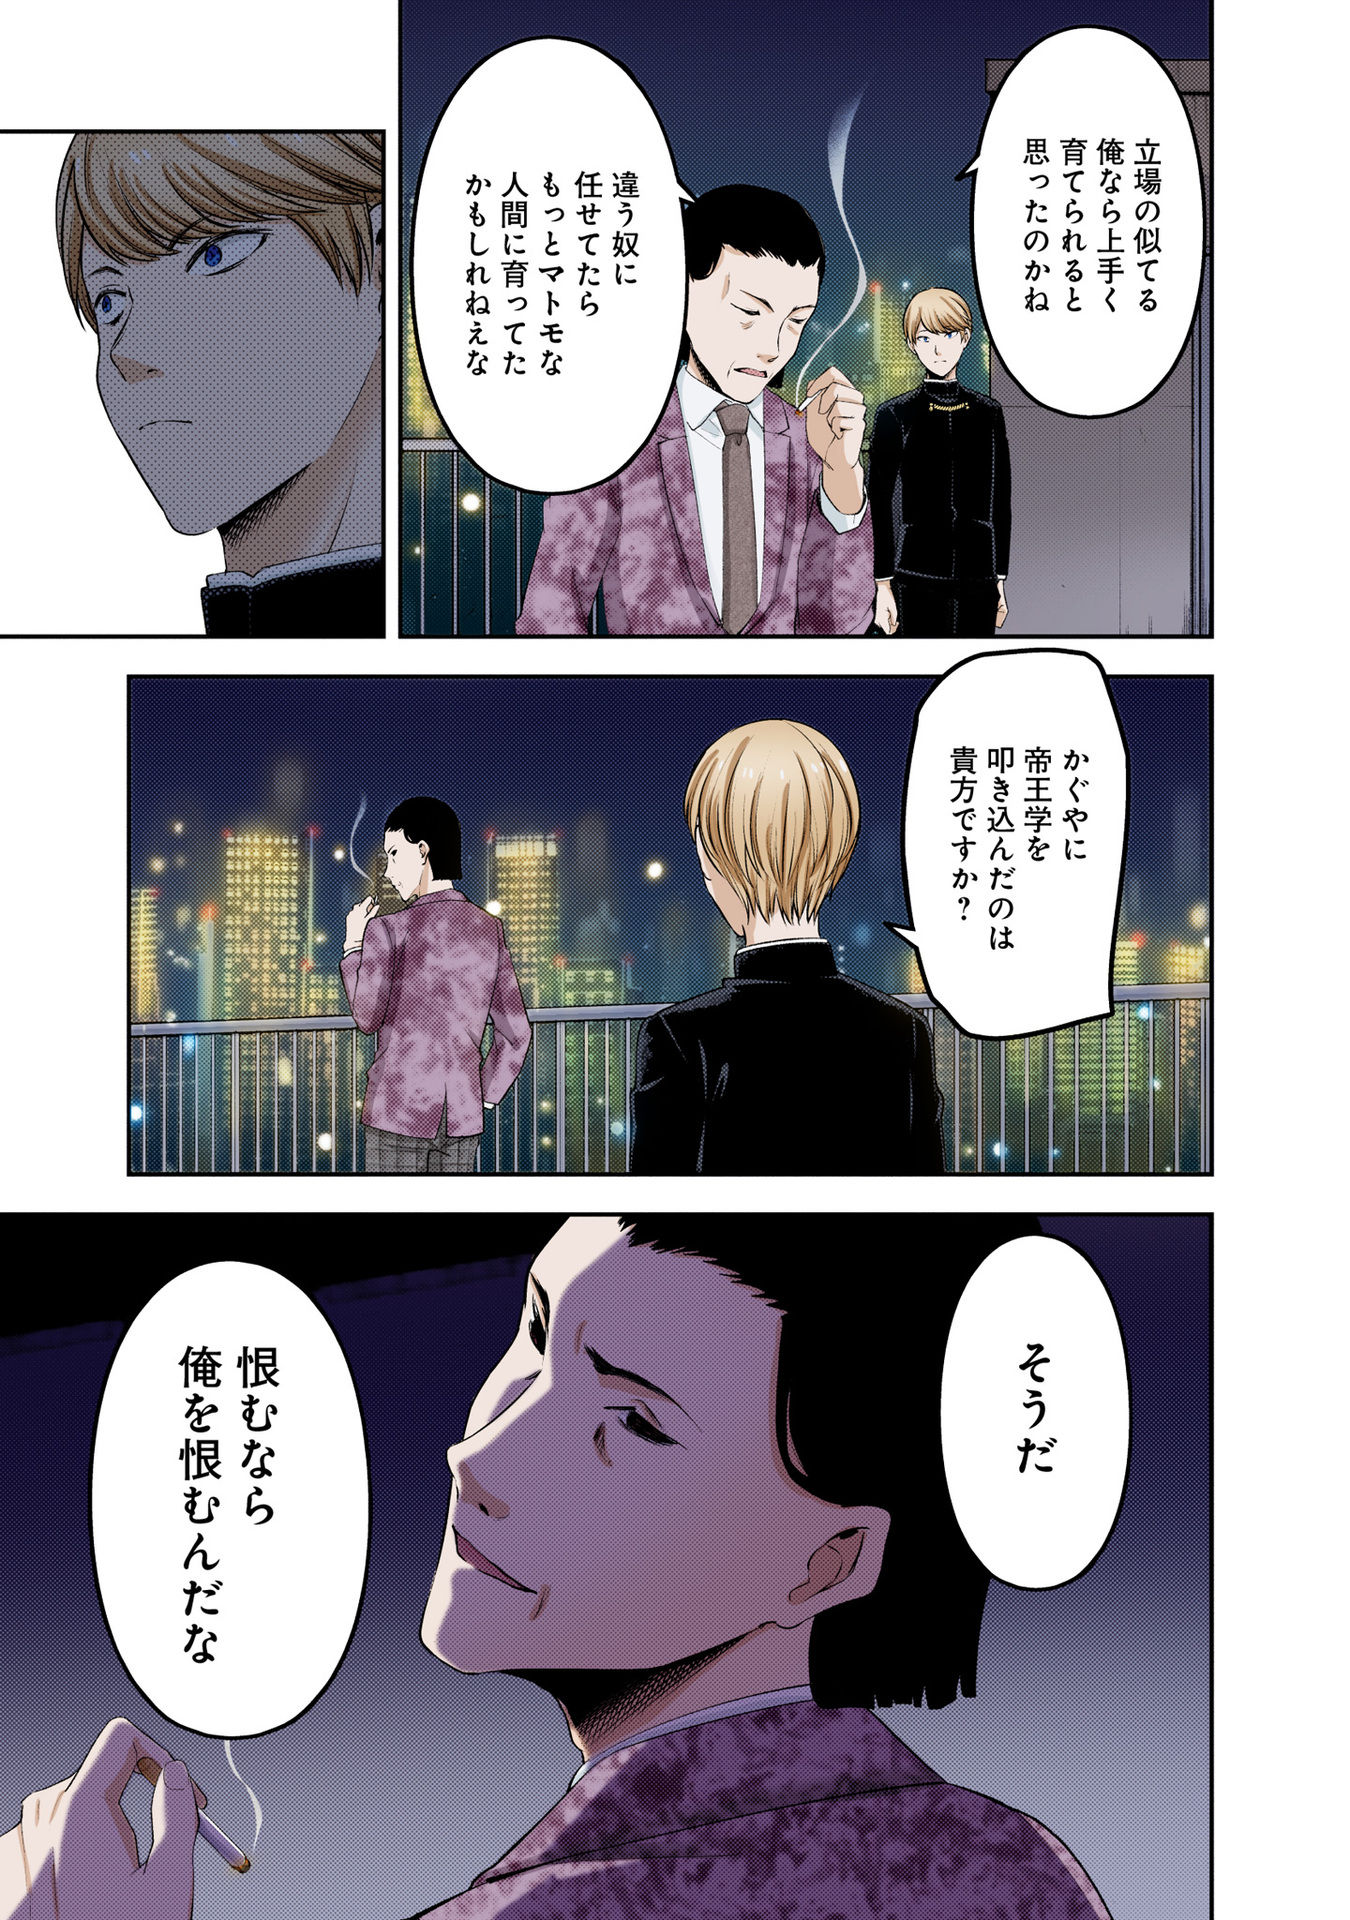 立場の似てる
俺なら上手く
育てられると
思ったのかね
違う奴に
任せてたら
もっとマトモな
人間に育ってた
かもしれねえな
かぐやに
帝王学を
叩き込んだのは
貴方ですか？
そうだ
恨むなら
俺を恨むんだな